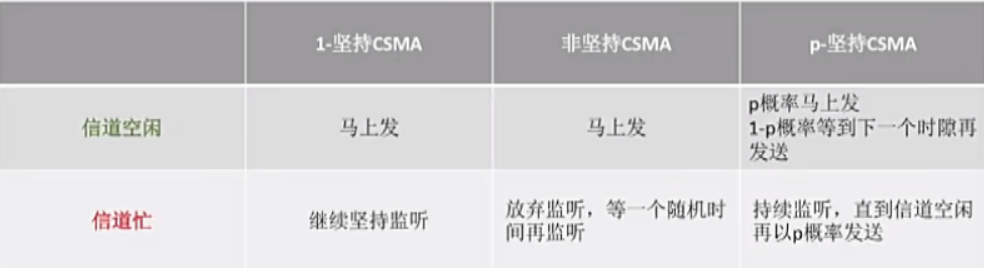 1-坚持CSMA
非坚持CSMA
p-坚持CSMA
信道空闲
马上发
马上发
p概率马上发
1-p概率等到下一个时隙再
发送
信道忙
继续坚持监听
放弃监听，等一个随机时
间再监听
持续监听，直到信道空闲
再以p概率发送